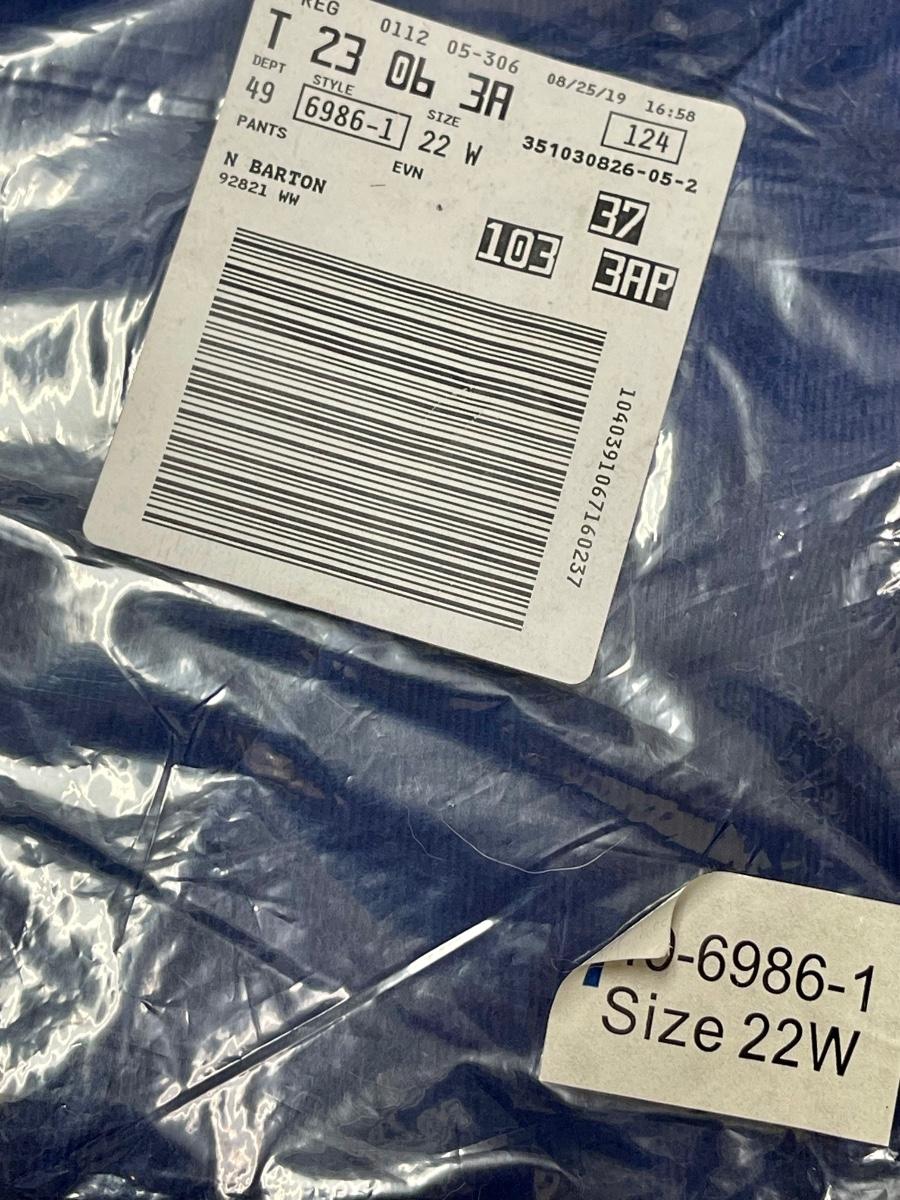 REG 0112 05-306 08/25/19 16:58
T 23 06 3A
DEPT STYLE SIZE 124
49 6986-1 22 W 351030826-05-2
PANTS EVN
N BARTON
92821 WW
37
103 3AP
1040391067160237
-6986-1
Size 22W